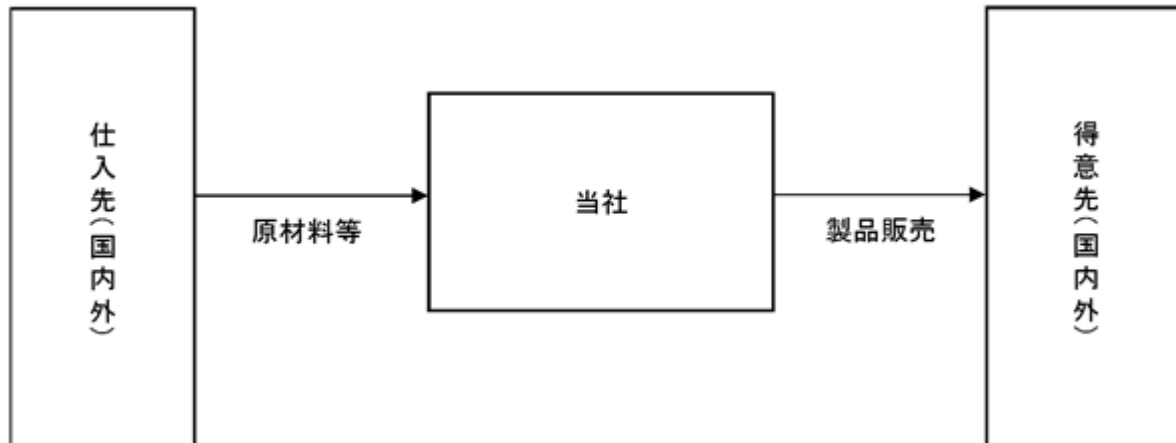 仕入先（国内外）
原材料等
当社
製品販売
得意先（国内外）